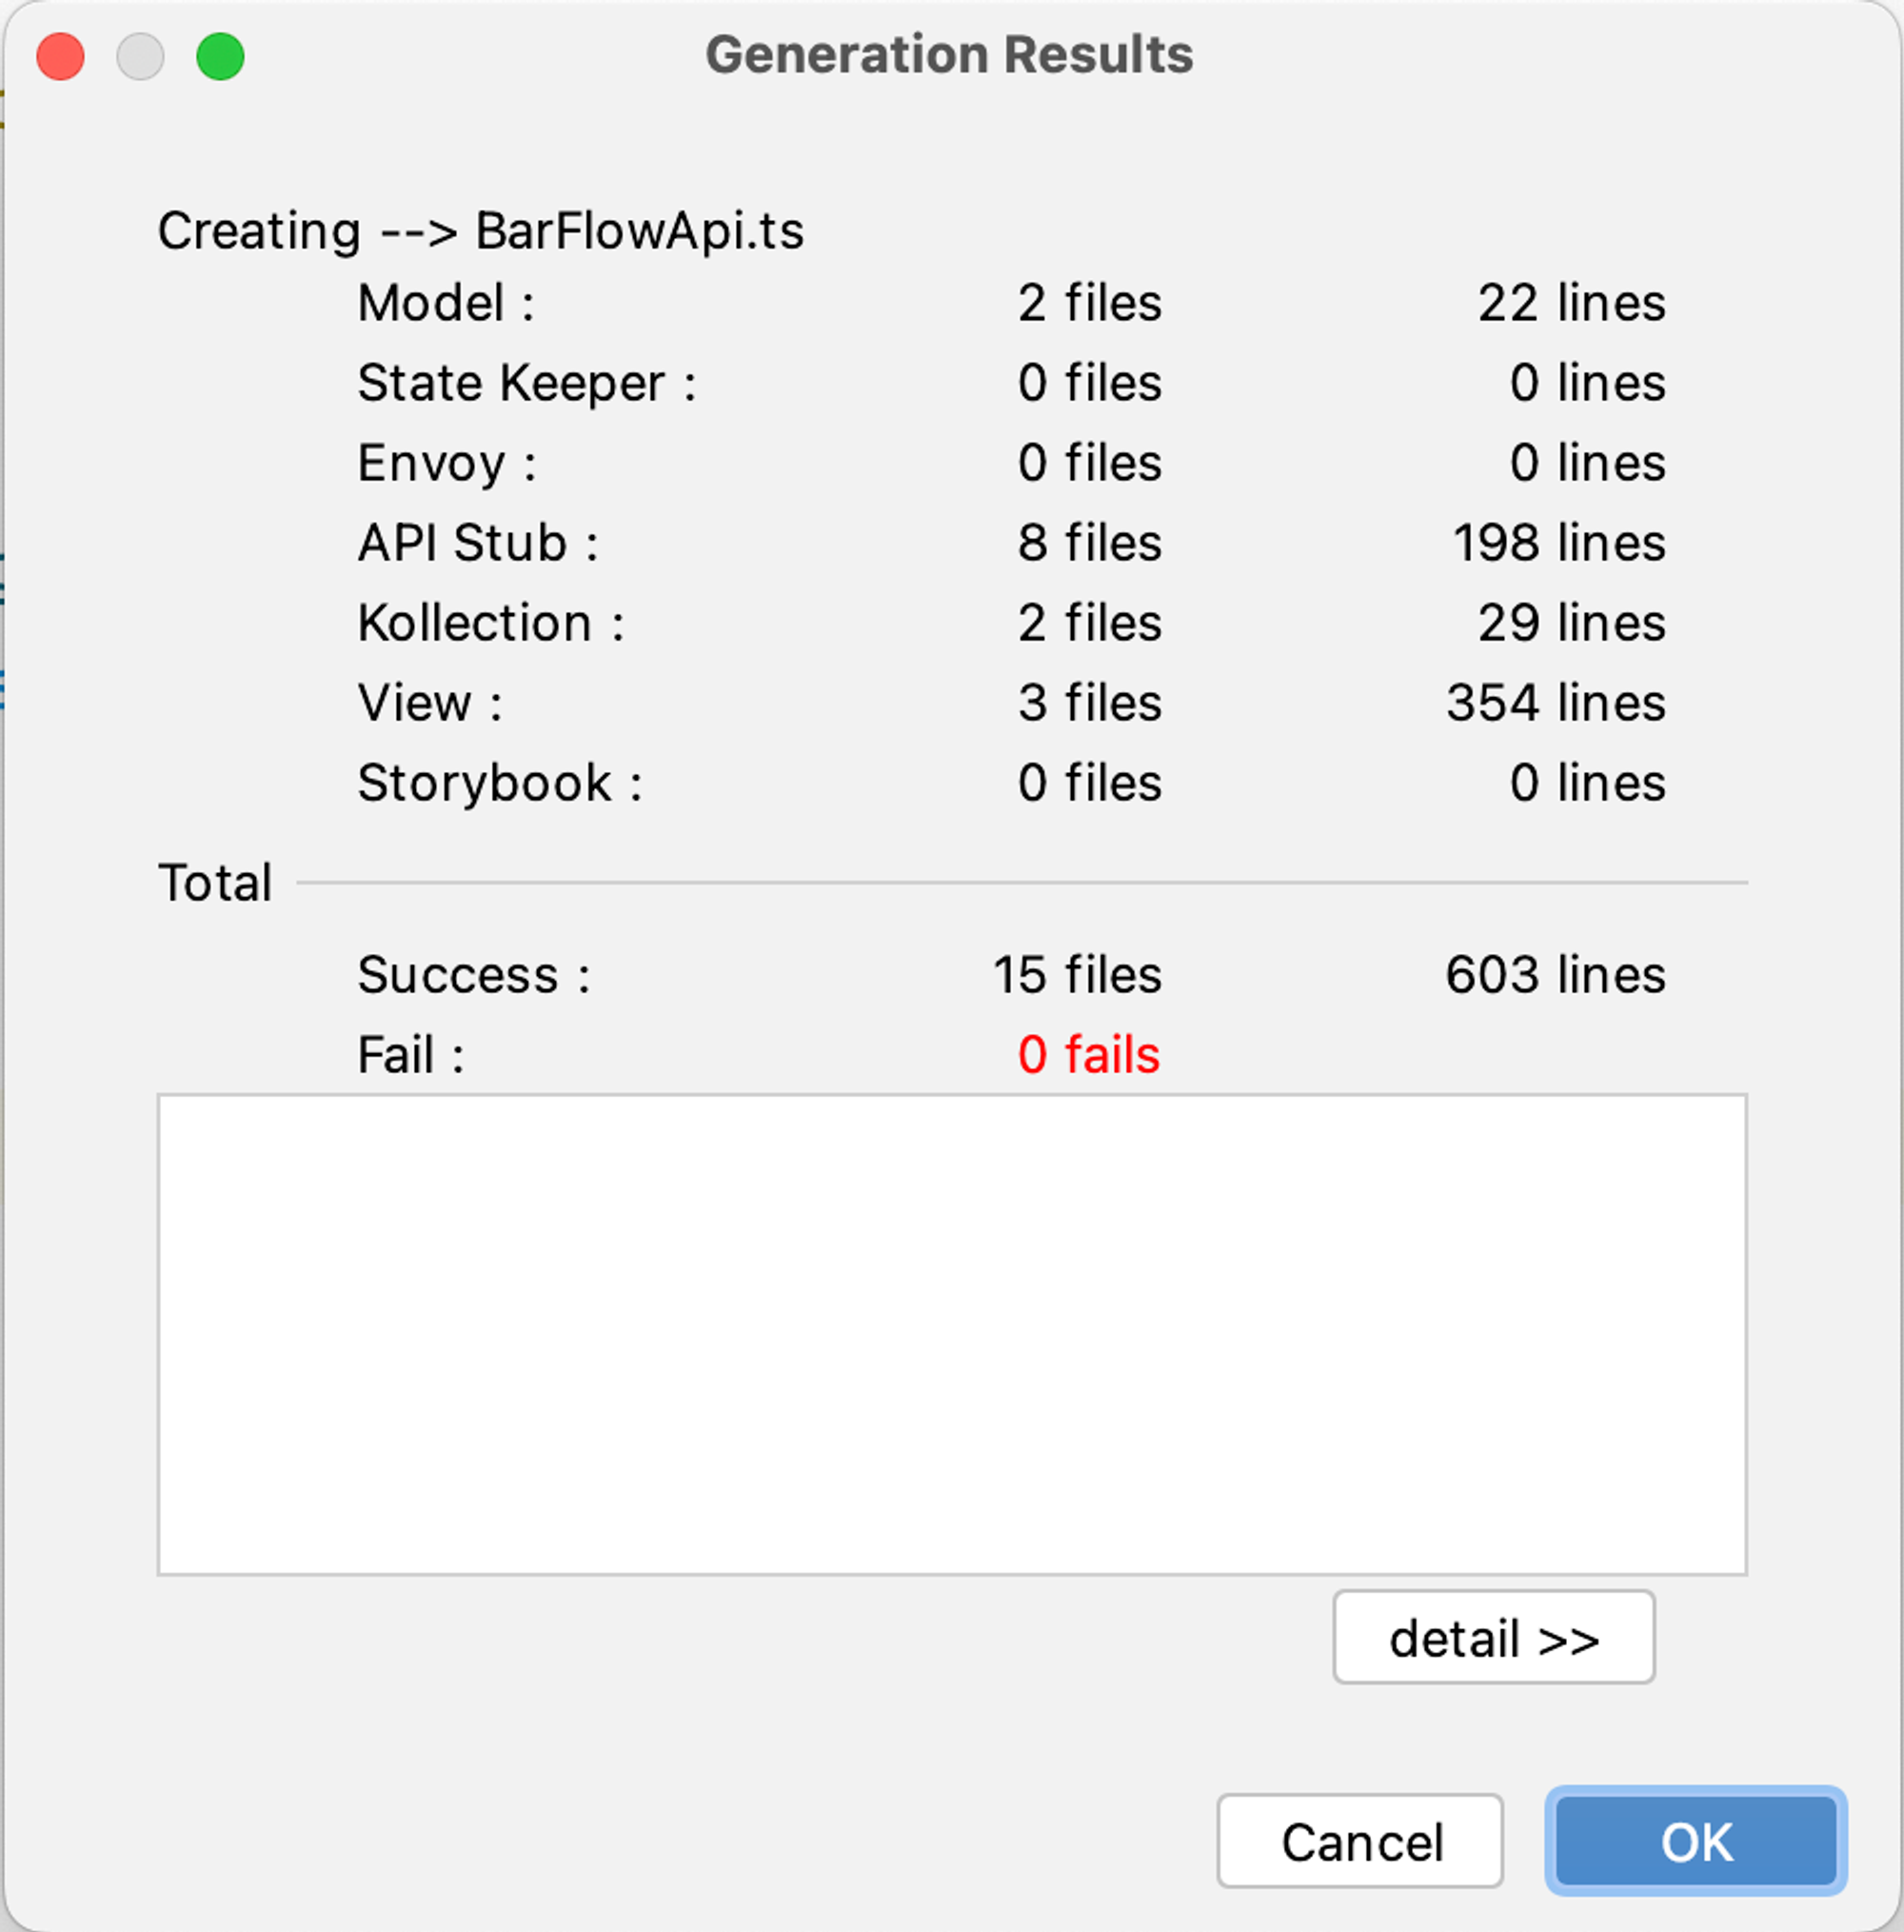 Generation Results
Creating --> BarFlowApi.ts
Model : 2 files 22 lines
State Keeper : 0 files 0 lines
Envoy : 0 files 0 lines
API Stub : 8 files 198 lines
Kollection : 2 files 29 lines
View : 3 files 354 lines
Storybook : 0 files 0 lines
Total
Success : 15 files 603 lines
Fail : 0 fails
detail >>
Cancel OK